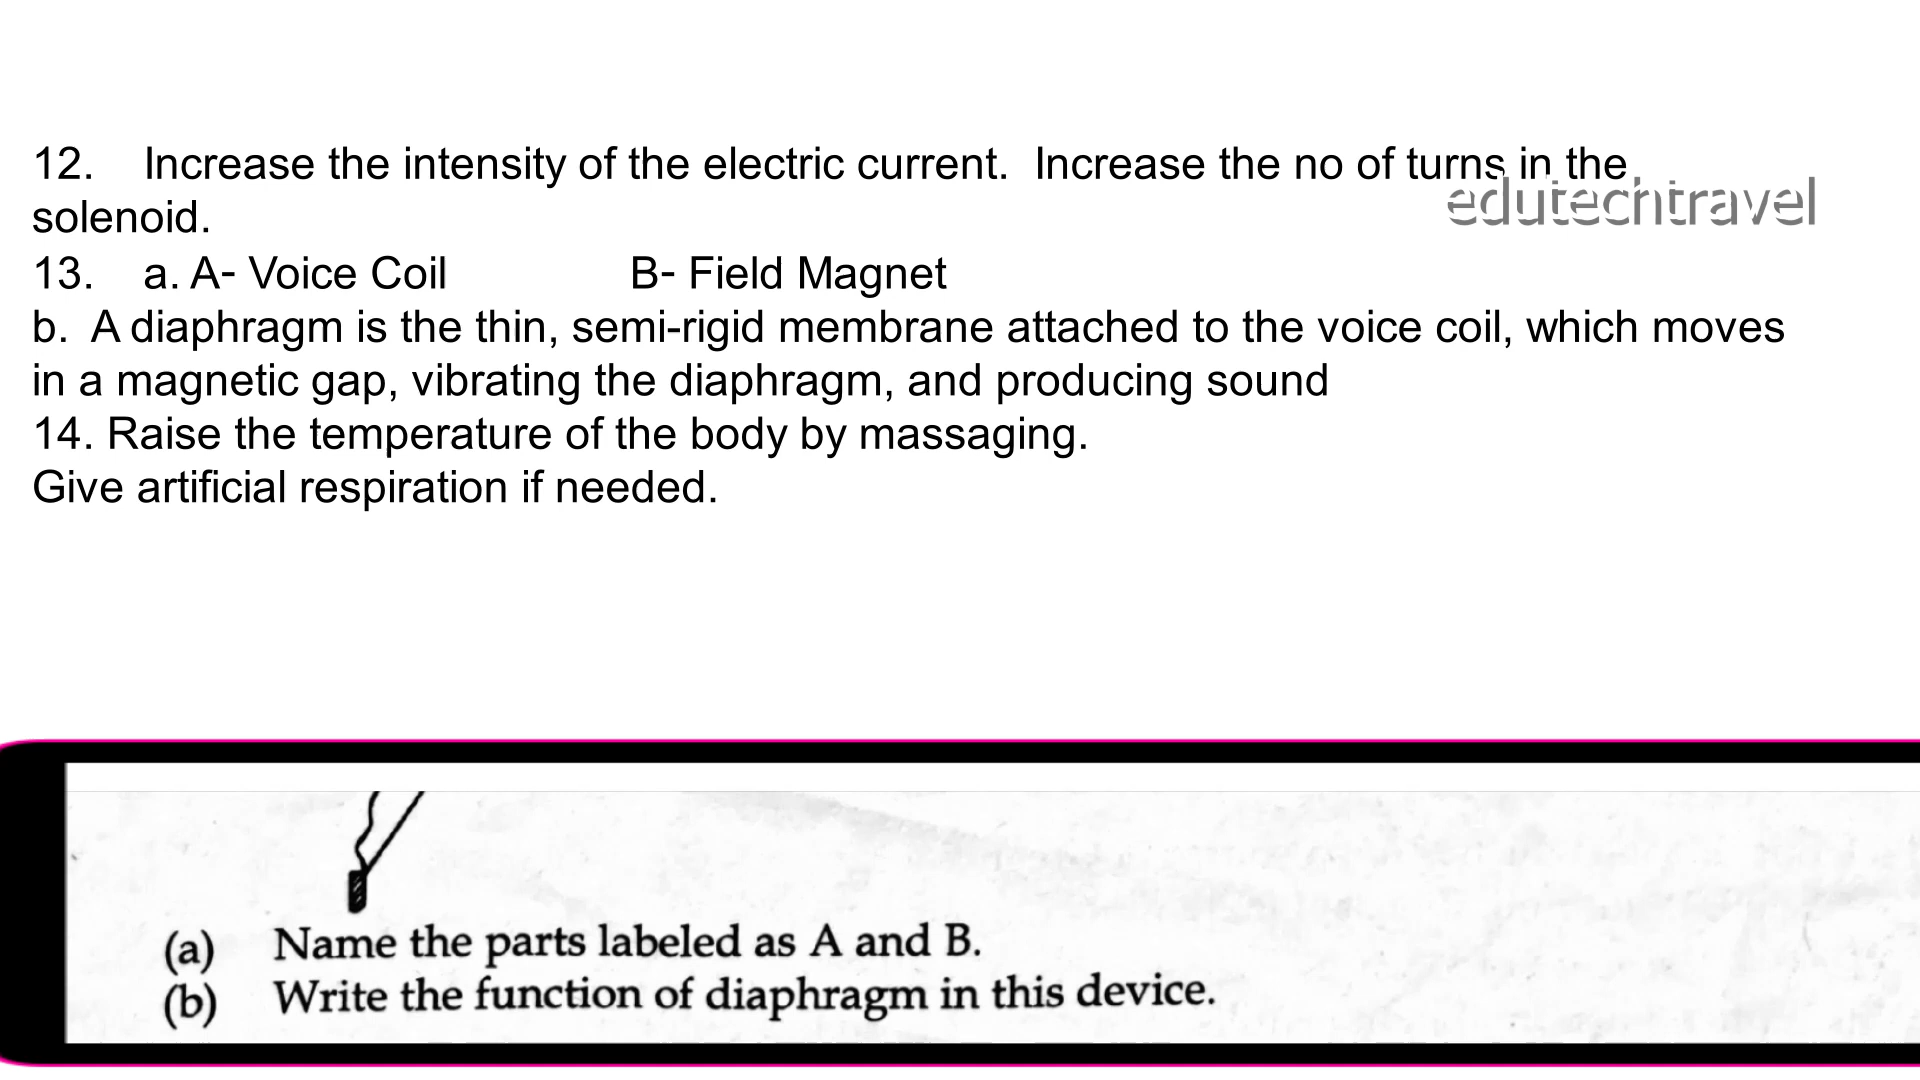 12. Increase the intensity of the electric current. Increase the no of turns in the
edutechtravel
solenoid.
13. a. A- Voice Coil B- Field Magnet
b. A diaphragm is the thin, semi-rigid membrane attached to the voice coil, which moves
in a magnetic gap, vibrating the diaphragm, and producing sound
14. Raise the temperature of the body by massaging.
Give artificial respiration if needed.
(a) Name the parts labeled as A and B.
(b) Write the function of diaphragm in this device.